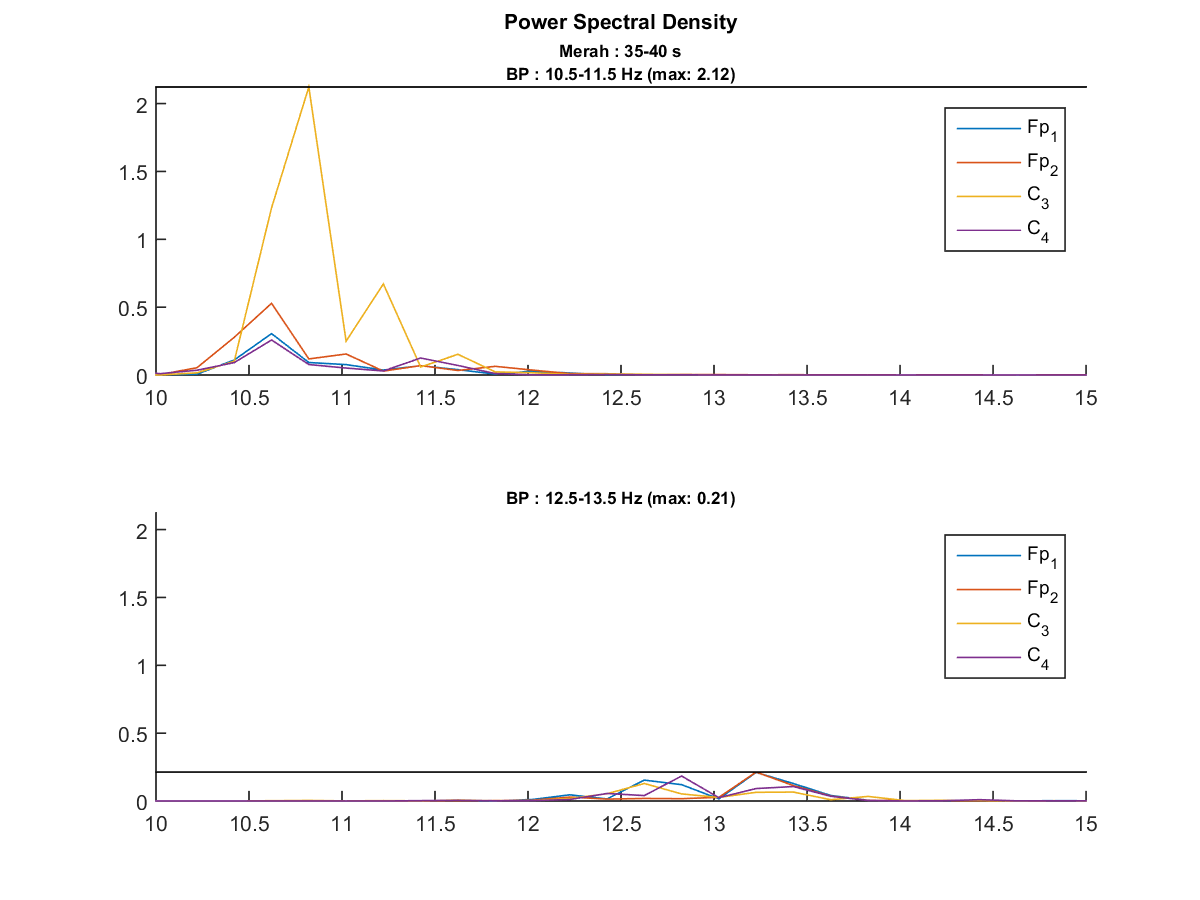 Power Spectral Density
Merah : 35-40 s
BP : 10.5-11.5 Hz (max: 2.12)
2
1.5
1
0.5
0
10 10.5 11 11.5 12 12.5 13 13.5 14 14.5 15
Fp1
Fp2
C3
C4
BP : 12.5-13.5 Hz (max: 0.21)
2
1.5
1
0.5
0
10 10.5 11 11.5 12 12.5 13 13.5 14 14.5 15
Fp1
Fp2
C3
C4